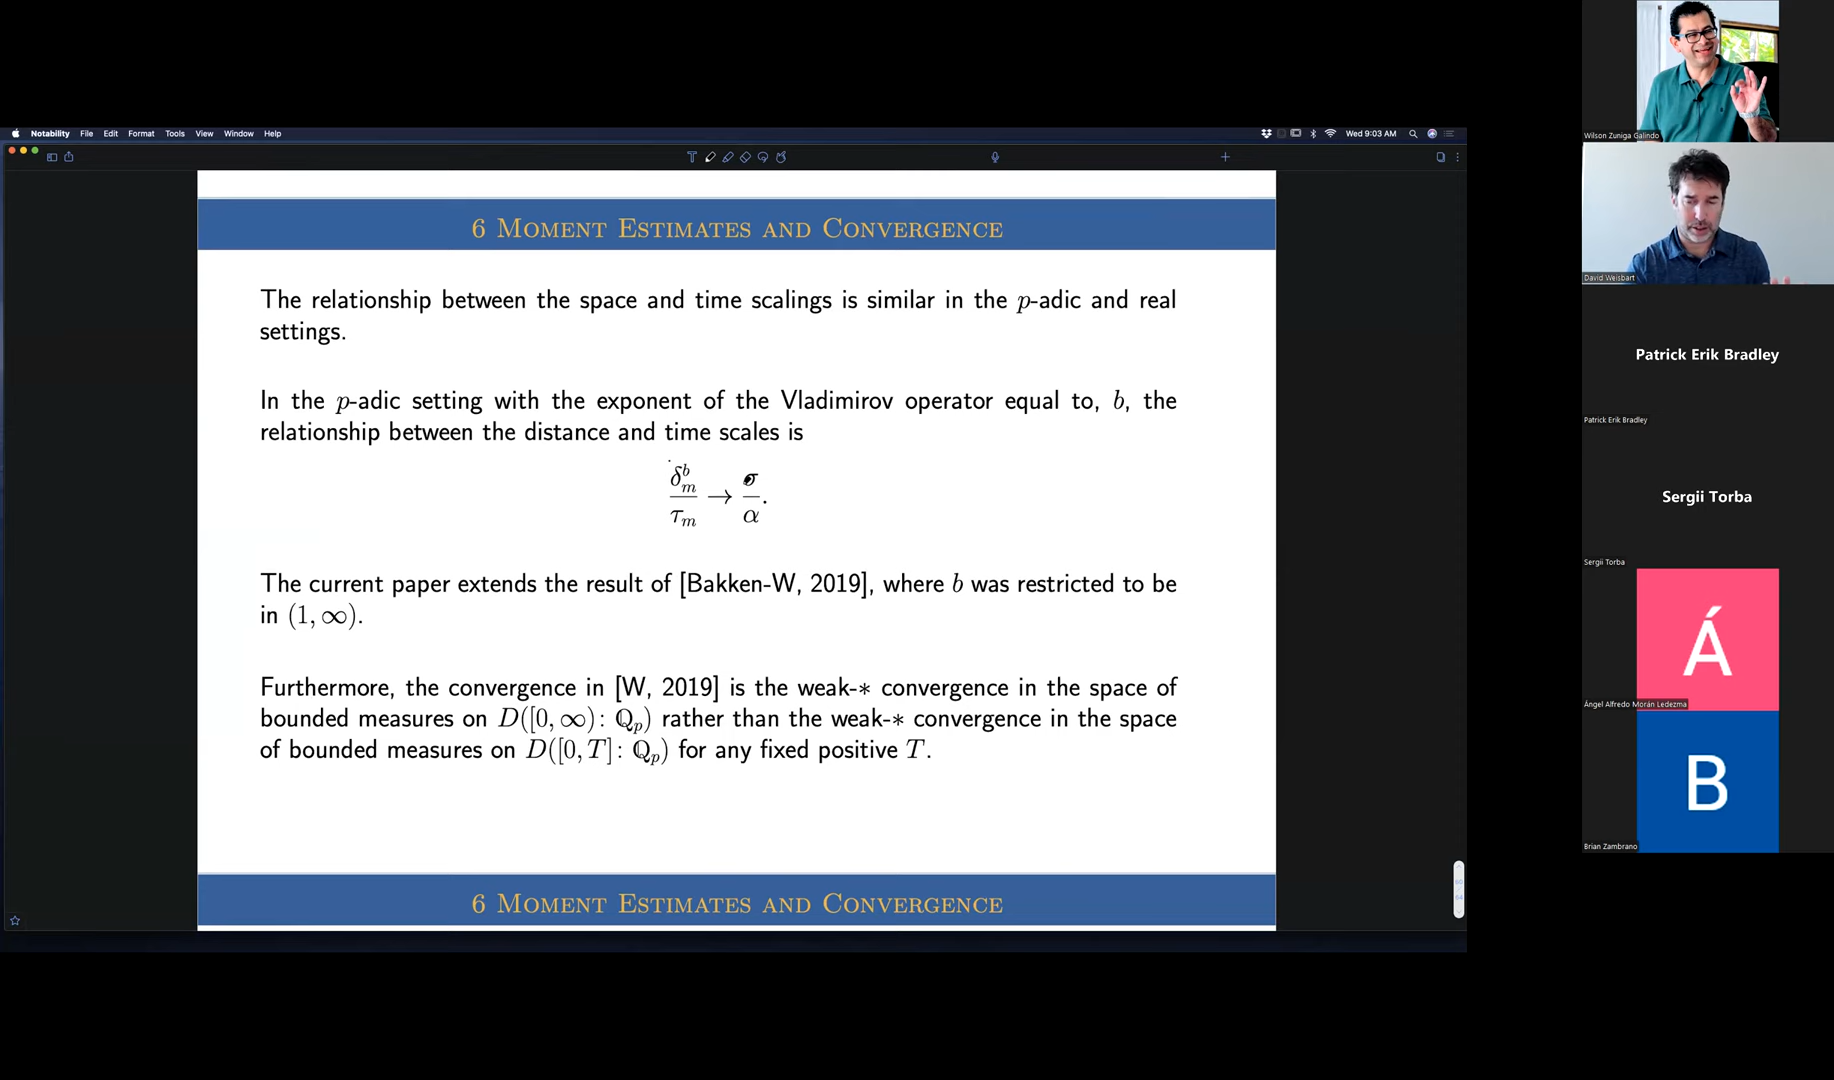 Notability File Edit Format Tools View Window Help
Wed 9:03 AM
6 MOMENT ESTIMATES AND CONVERGENCE
The relationship between the space and time scalings is similar in the p-adic and real
settings.
In the p-adic setting with the exponent of the Vladimirov operator equal to, b, the
relationship between the distance and time scales is
δ_m^b / τ_m → σ / α.
The current paper extends the result of [Bakken-W, 2019], where b was restricted to be
in (1, ∞).
Furthermore, the convergence in [W, 2019] is the weak-∗ convergence in the space of
bounded measures on D([0, ∞): ℚ_p) rather than the weak-∗ convergence in the space
of bounded measures on D([0, T]: ℚ_p) for any fixed positive T.
6 MOMENT ESTIMATES AND CONVERGENCE
Wilson Zuniga Galindo
David Weisbart
Patrick Erik Bradley
Patrick Erik Bradley
Sergii Torba
Sergii Torba
Á
Ángel Alfredo Morán Ledezma
B
Brian Zambrano